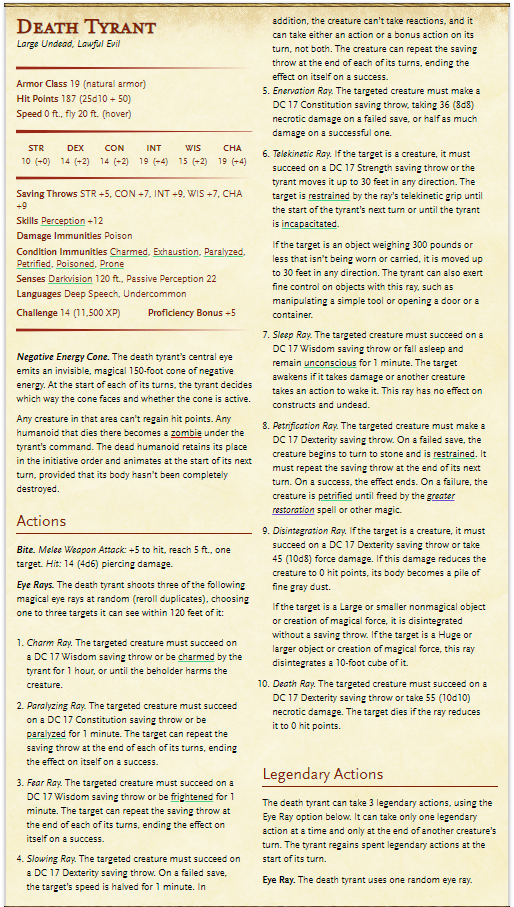 DEATH TYRANT
Large Undead, Lawful Evil
Armor Class 19 (natural armor)
Hit Points 187 (25d10 + 50)
Speed 0 ft., fly 20 ft. (hover)
STR DEX CON INT WIS CHA
10 (+0) 14 (+2) 14 (+2) 19 (+4) 15 (+2) 19 (+4)
Saving Throws STR +5, CON +7, INT +9, WIS +7, CHA
+9
Skills Perception +12
Damage Immunities Poison
Condition Immunities Charmed, Exhaustion, Paralyzed,
Petrified, Poisoned, Prone
Senses Darkvision 120 ft., Passive Perception 22
Languages Deep Speech, Undercommon
Challenge 14 (11,500 XP) Proficiency Bonus +5
Negative Energy Cone. The death tyrant's central eye
emits an invisible, magical 150-foot cone of negative
energy. At the start of each of its turns, the tyrant decides
which way the cone faces and whether the cone is active.
Any creature in that area can't regain hit points. Any
humanoid that dies there becomes a zombie under the
tyrant's command. The dead humanoid retains its place
in the initiative order and animates at the start of its next
turn, provided that its body hasn't been completely
destroyed.
Actions
Bite. Melee Weapon Attack: +5 to hit, reach 5 ft., one
target. Hit: 14 (4d6) piercing damage.
Eye Rays. The death tyrant shoots three of the following
magical eye rays at random (reroll duplicates), choosing
one to three targets it can see within 120 feet of it:
1. Charm Ray. The targeted creature must succeed on
a DC 17 Wisdom saving throw or be charmed by the
tyrant for 1 hour, or until the beholder harms the
creature.
2. Paralyzing Ray. The targeted creature must succeed
on a DC 17 Constitution saving throw or be
paralyzed for 1 minute. The target can repeat the
saving throw at the end of each of its turns, ending
the effect on itself on a success.
3. Fear Ray. The targeted creature must succeed on a
DC 17 Wisdom saving throw or be frightened for 1
minute. The target can repeat the saving throw at
the end of each of its turns, ending the effect on
itself on a success.
4. Slowing Ray. The targeted creature must succeed on
a DC 17 Dexterity saving throw. On a failed save,
the target's speed is halved for 1 minute. In
addition, the creature can't take reactions, and it
can take either an action or a bonus action on its
turn, not both. The creature can repeat the saving
throw at the end of each of its turns, ending the
effect on itself on a success.
5. Enervation Ray. The targeted creature must make a
DC 17 Constitution saving throw, taking 36 (8d8)
necrotic damage on a failed save, or half as much
damage on a successful one.
6. Telekinetic Ray. If the target is a creature, it must
succeed on a DC 17 Strength saving throw or the
tyrant moves it up to 30 feet in any direction. The
target is restrained by the ray's telekinetic grip until
the start of the tyrant's next turn or until the tyrant
is incapacitated.
If the target is an object weighing 300 pounds or
less that isn't being worn or carried, it is moved up
to 30 feet in any direction. The tyrant can also exert
fine control on objects with this ray, such as
manipulating a simple tool or opening a door or a
container.
7. Sleep Ray. The targeted creature must succeed on a
DC 17 Wisdom saving throw or fall asleep and
remain unconscious for 1 minute. The target
awakens if it takes damage or another creature
takes an action to wake it. This ray has no effect on
constructs and undead.
8. Petrification Ray. The targeted creature must make a
DC 17 Dexterity saving throw. On a failed save, the
creature begins to turn to stone and is restrained. It
must repeat the saving throw at the end of its next
turn. On a success, the effect ends. On a failure, the
creature is petrified until freed by the greater
restoration spell or other magic.
9. Disintegration Ray. If the target is a creature, it must
succeed on a DC 17 Dexterity saving throw or take
45 (10d8) force damage. If this damage reduces the
creature to 0 hit points, its body becomes a pile of
fine gray dust.
If the target is a Large or smaller nonmagical object
or creation of magical force, it is disintegrated
without a saving throw. If the target is a Huge or
larger object or creation of magical force, this ray
disintegrates a 10-foot cube of it.
10. Death Ray. The targeted creature must succeed on a
DC 17 Dexterity saving throw or take 55 (10d10)
necrotic damage. The target dies if the ray reduces
it to 0 hit points.
Legendary Actions
The death tyrant can take 3 legendary actions, using the
Eye Ray option below. It can take only one legendary
action at a time and only at the end of another creature's
turn. The tyrant regains spent legendary actions at the
start of its turn.
Eye Ray. The death tyrant uses one random eye ray.